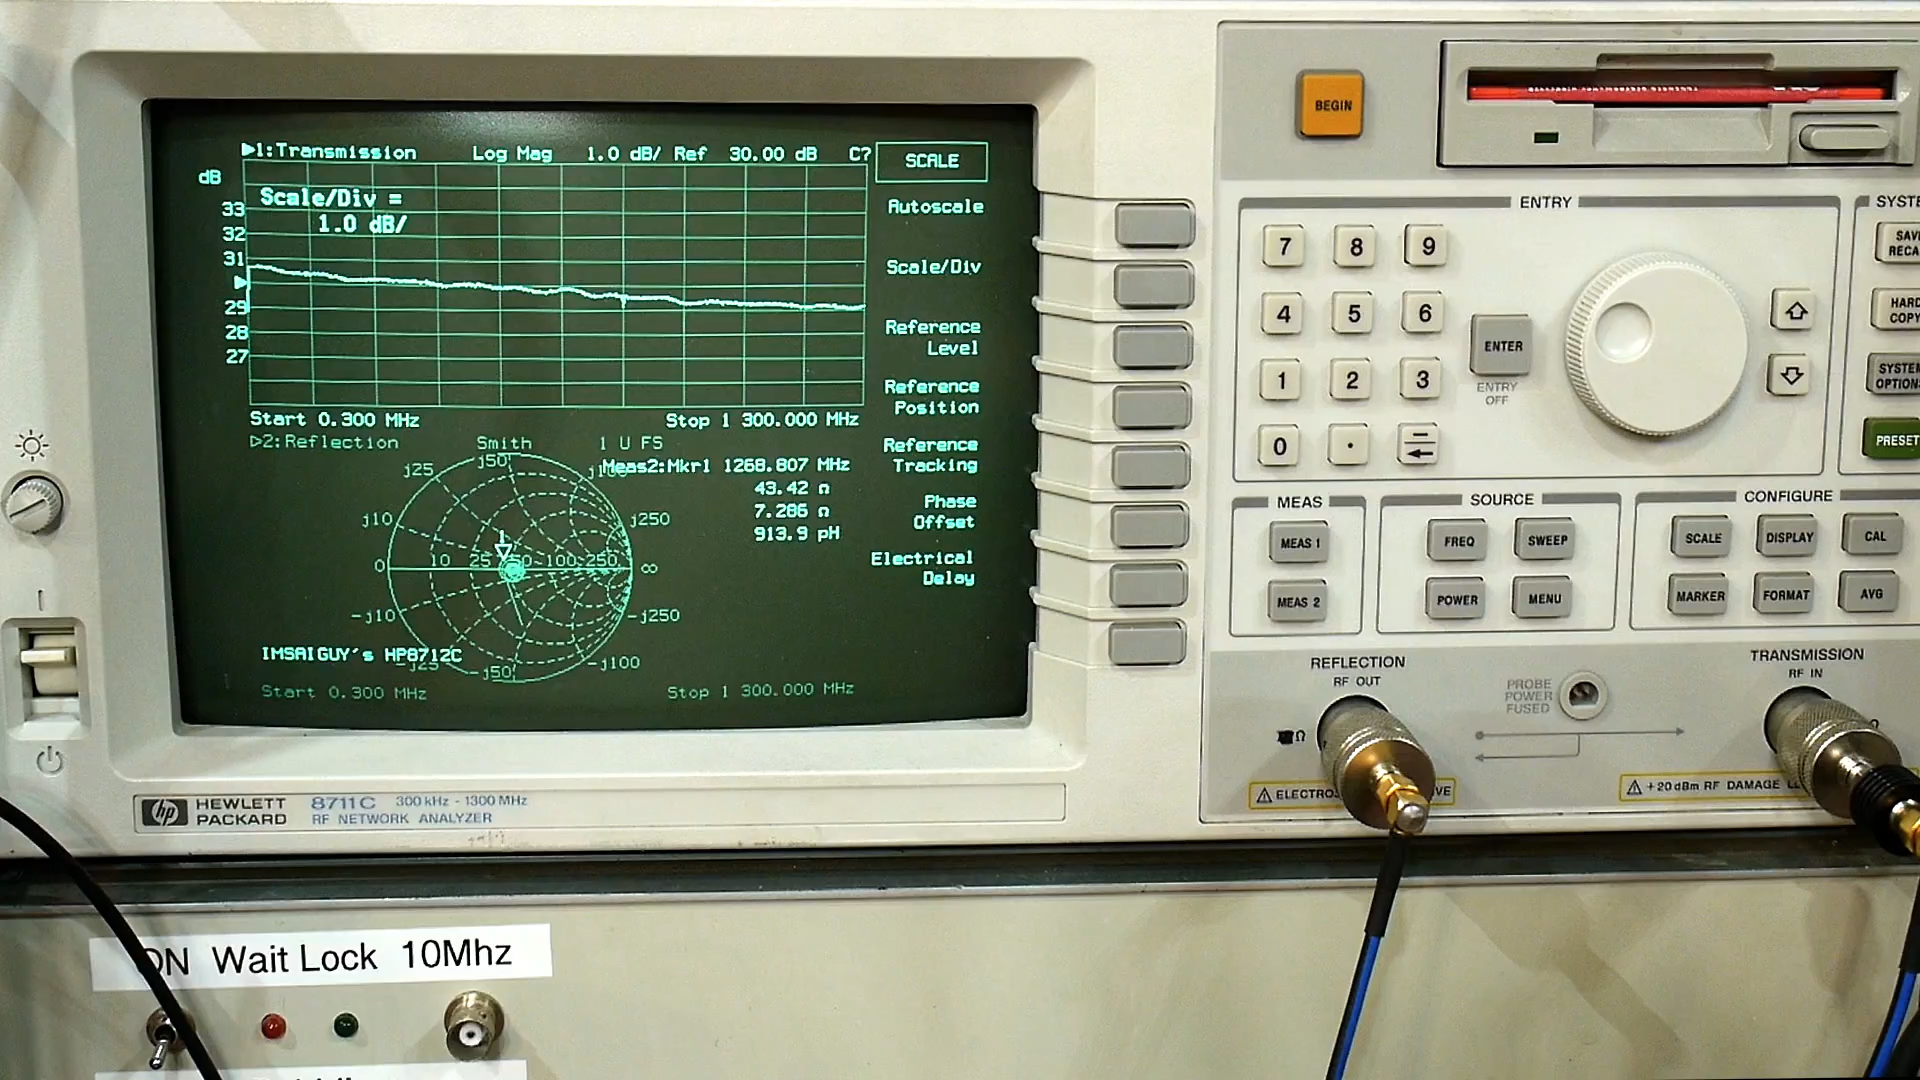 ▶1:Transmission Log Mag 1.0 dB/ Ref 30.00 dB C?
SCALE
dB
Scale/Div =
1.0 dB/
33
32
31
29
28
27
Autoscale
Scale/Div
Reference
Level
Reference
Position
Reference
Tracking
Phase
Offset
Electrical
Delay
Start 0.300 MHz Stop 1 300.000 MHz
▷2:Reflection Smith 1 U FS
Meas2:Mkr1 1268.807 MHz
43.42 Ω
7.286 Ω
913.9 pH
j25
j50
j10
j250
0
10
25
100
250
∞
-j10
-j250
-j25
-j50
-j100
IMSAIGUY's HP8712C
Start 0.300 MHz Stop 1 300.000 MHz
hp HEWLETT
PACKARD
8711C 300 kHz - 1300 MHz
RF NETWORK ANALYZER
BEGIN
ENTRY
7 8 9
4 5 6
1 2 3
0 ·
ENTER
ENTRY
OFF
SYSTE
SAV
RECA
HARD
COPY
SYSTEM
OPTION
PRESET
MEAS
MEAS 1
MEAS 2
SOURCE
FREQ SWEEP
POWER MENU
CONFIGURE
SCALE DISPLAY CAL
MARKER FORMAT AVG
REFLECTION
RF OUT
PROBE
POWER
FUSED
TRANSMISSION
RF IN
Ω
ELECTROS VE
+20 dBm RF DAMAGE L
ON Wait Lock 10Mhz